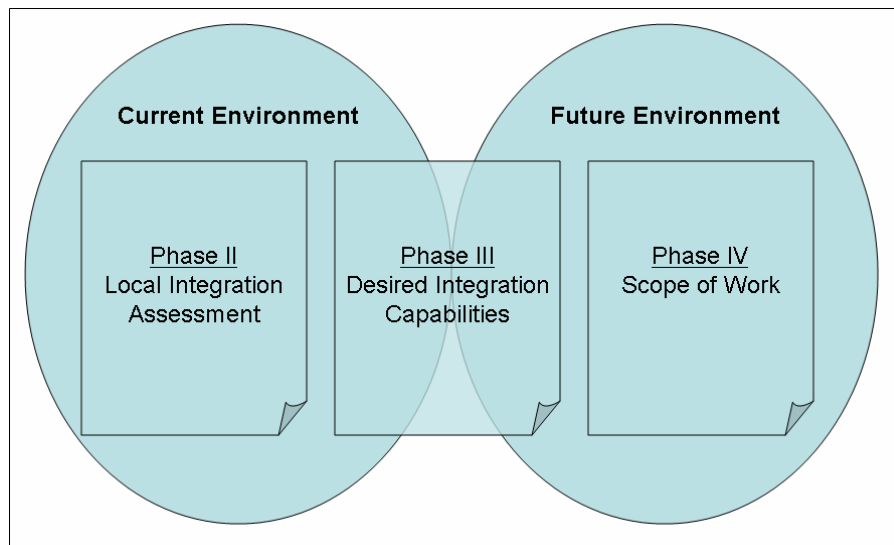 Current Environment
Future Environment
Phase II
Local Integration
Assessment
Phase III
Desired Integration
Capabilities
Phase IV
Scope of Work